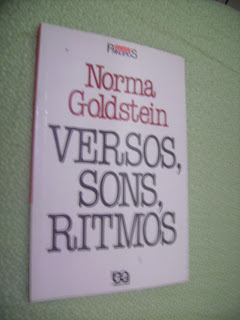 Norma
Goldstein
VERSOS,
SONS,
RITMOS